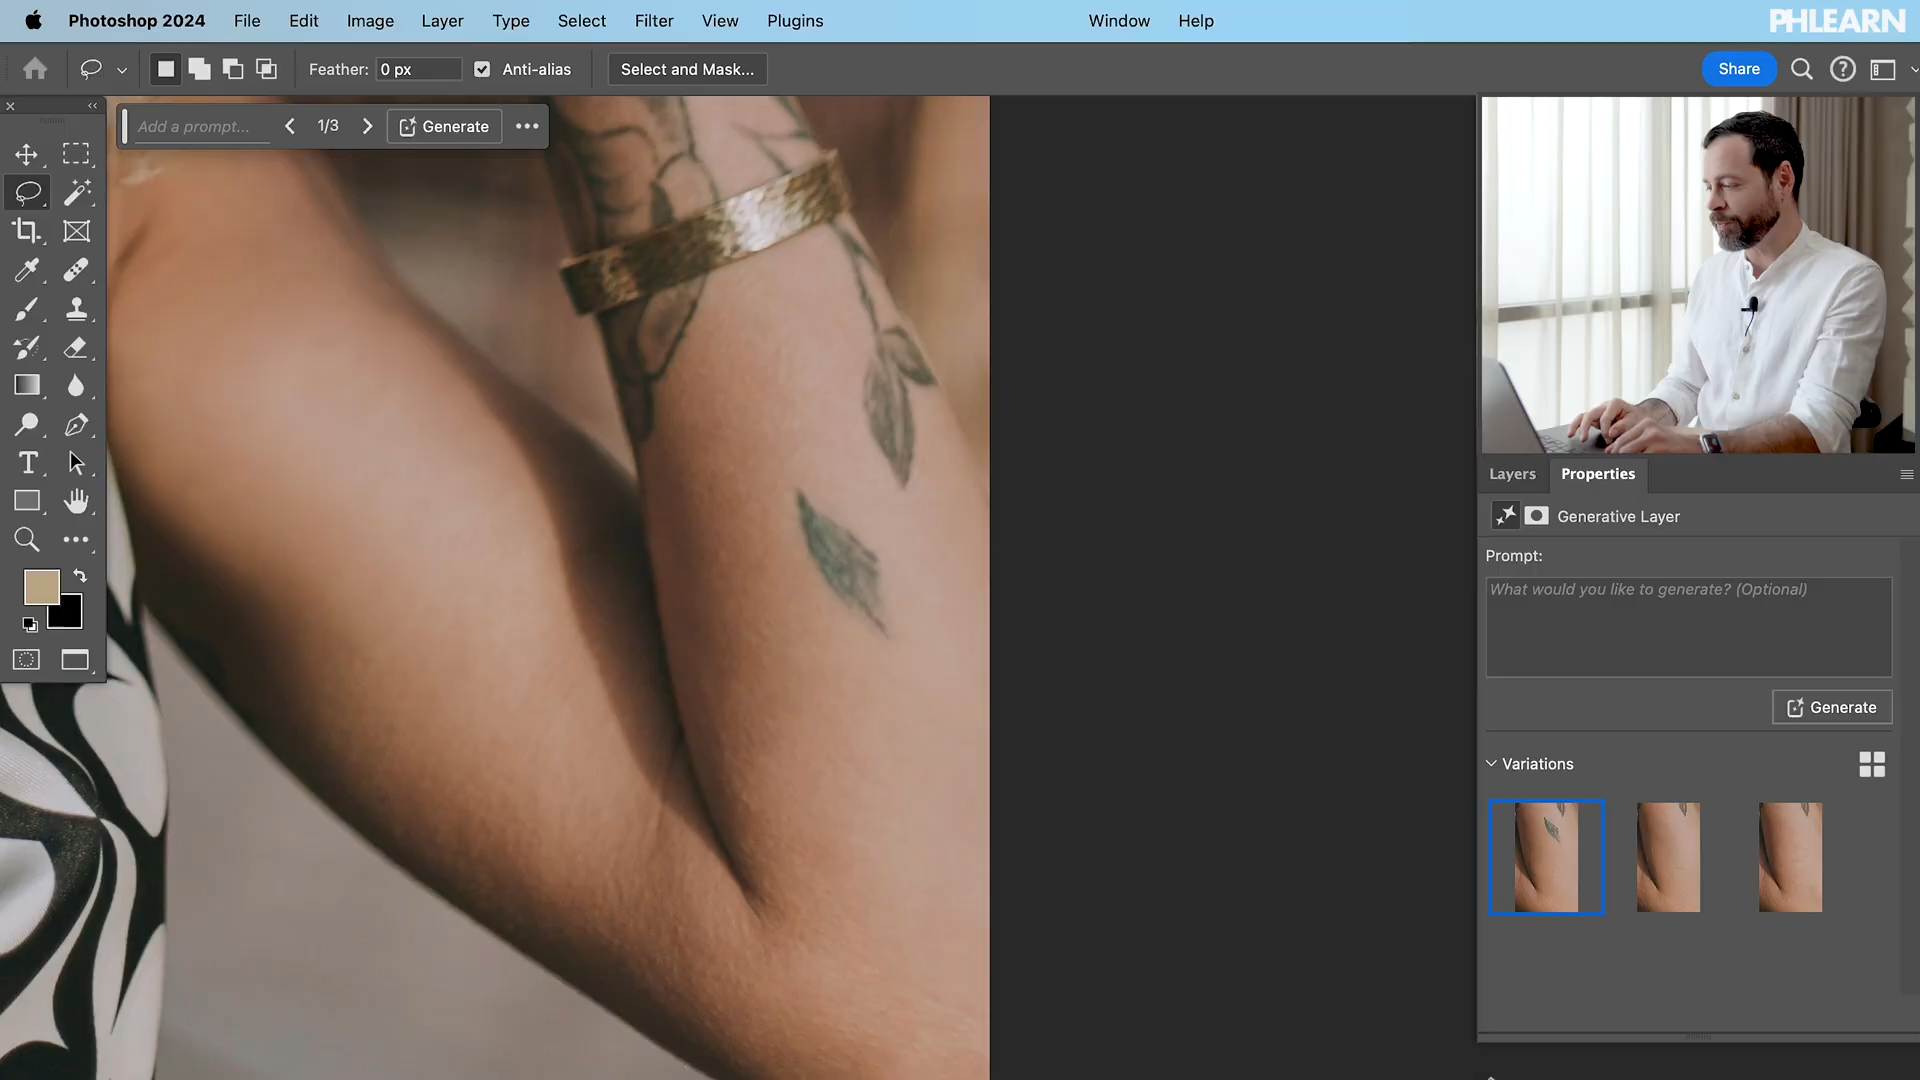 Photoshop 2024 File Edit Image Layer Type Select Filter View Plugins Window Help
PHLEARN
Feather: 0 px Anti-alias Select and Mask... Share
Add a prompt... 1/3 Generate
Layers Properties
Generative Layer
Prompt:
What would you like to generate? (Optional)
Generate
Variations